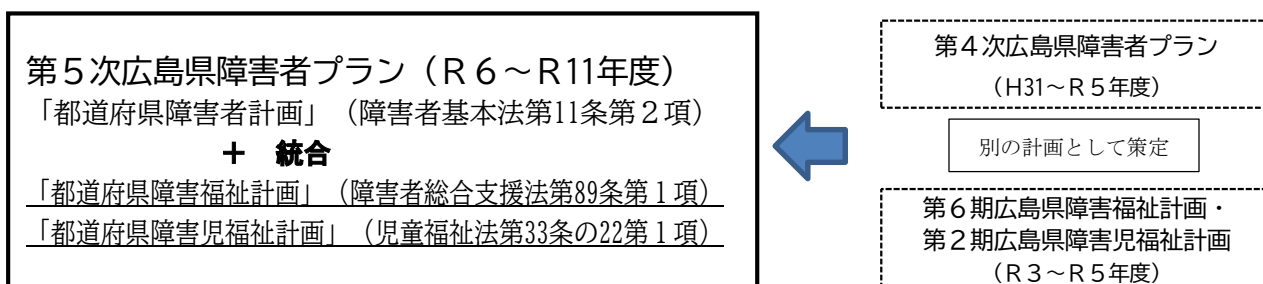 第５次広島県障害者プラン（Ｒ６～Ｒ11年度）
「都道府県障害者計画」（障害者基本法第11条第２項）
＋　統合
「都道府県障害福祉計画」（障害者総合支援法第89条第１項）
「都道府県障害児福祉計画」（児童福祉法第33条の22第１項）
第４次広島県障害者プラン
（H31～Ｒ５年度）
別の計画として策定
第６期広島県障害福祉計画・
第２期広島県障害児福祉計画
（Ｒ３～Ｒ５年度）